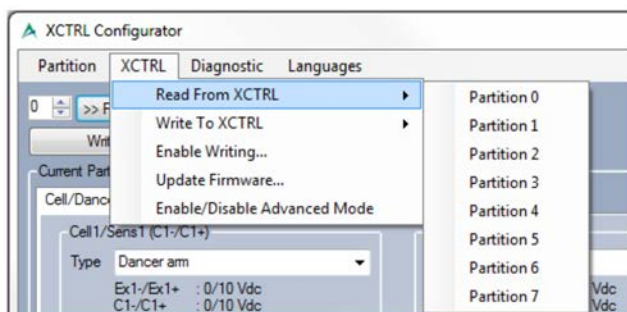 XCTRL Configurator
Partition XCTRL Diagnostic Languages
0 >>
Read From XCTRL
Write To XCTRL
Enable Writing...
Update Firmware...
Enable/Disable Advanced Mode
Partition 0
Partition 1
Partition 2
Partition 3
Partition 4
Partition 5
Partition 6
Partition 7
Current
Cell1/Sens1 (C1-/C1+)
Type Dancer arm
Ex1-/Ex1+ : 0/10 Vdc
C1-/C1+ : 0/10 Vdc
Vdc
Vdc